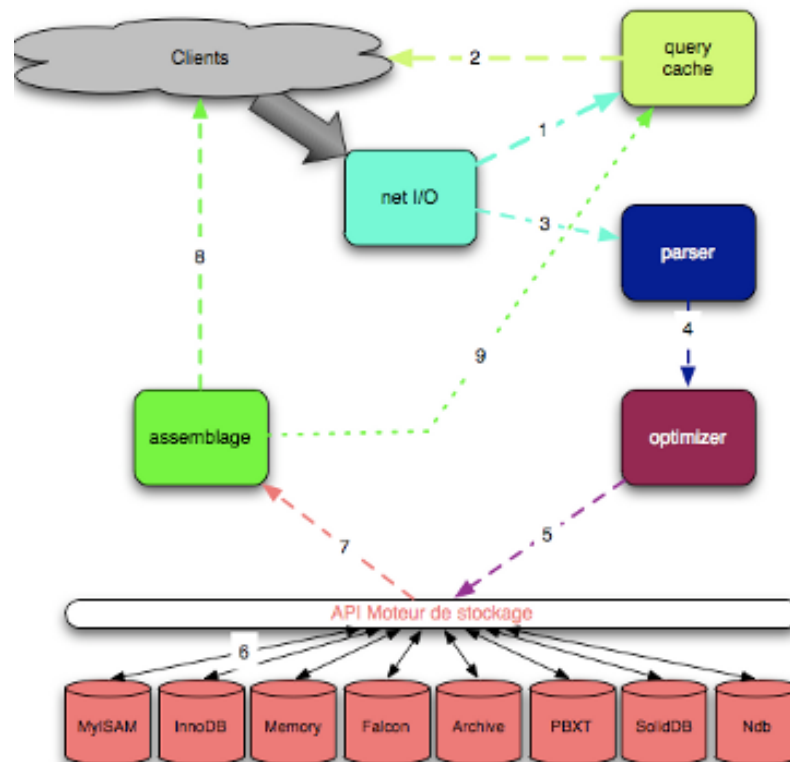 Clients
2
query
cache
1
net I/O
3
parser
8
4
9
assemblage
optimizer
5
7
API Moteur de stockage
6
MyISAM
InnoDB
Memory
Falcon
Archive
PBXT
SolidDB
Ndb